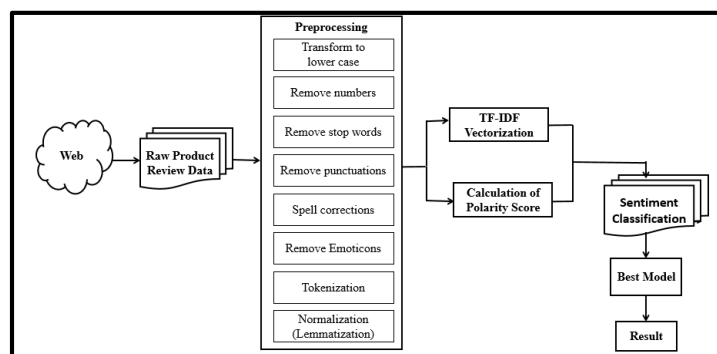 Web
Raw Product
Review Data
Preprocessing
Transform to
lower case
Remove numbers
Remove stop words
Remove punctuations
Spell corrections
Remove Emoticons
Tokenization
Normalization
(Lemmatization)
TF-IDF
Vectorization
Calculation of
Polarity Score
Sentiment
Classification
Best Model
Result